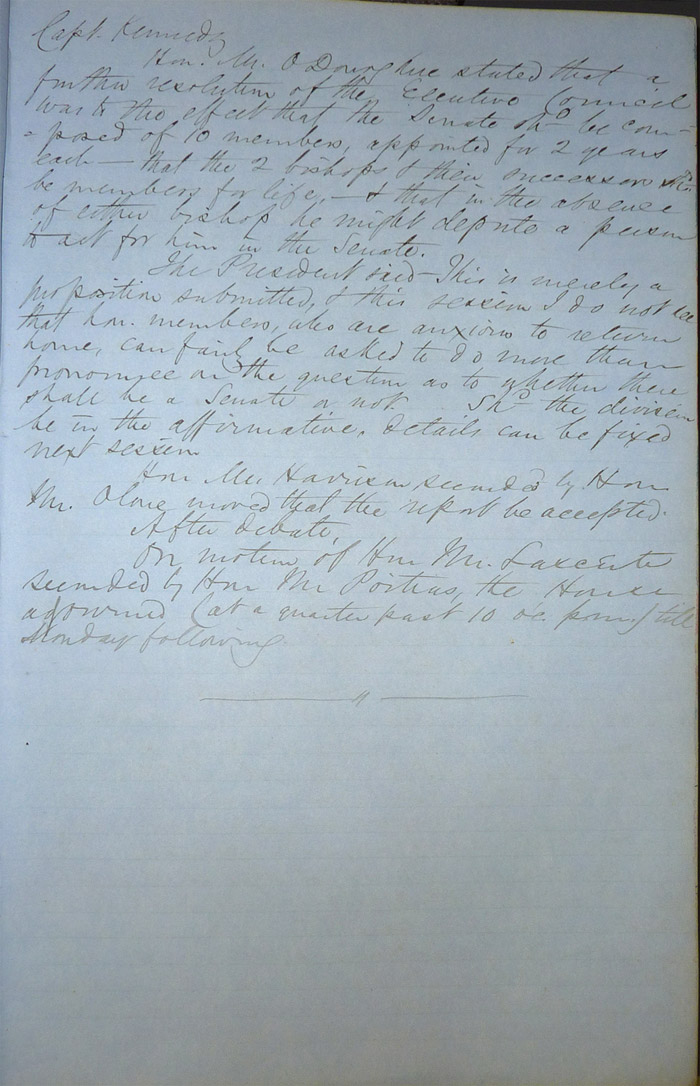 Capt. Kennedy
Hon. Mr. O'Donoghue stated that a
further resolution of the Executive Council
was to the effect that the Senate shd be com-
-posed of 10 members, appointed for 2 years
each — that the 2 bishops & their successors shd.
be members for life, — & that in the absence
of either bishop he might depute a person
to act for him in the Senate.
The President said — This is merely a
proposition submitted, & this session I do not see
that hon. members, who are anxious to return
home, can fairly be asked to do more than
pronounce on the question as to whether there
shall be a Senate or not Shd the division
be in the affirmative, details can be fixed
next session
Hon Mr. Harrison seconded by Hon
Mr. Olone moved that the report be accepted.
After debate,
On motion of Hon Mr. Laxcerte
seconded by Hon Mr Poitras, the House
adjourned (at a quarter past 10 o'c. p.m.) till
Monday following.